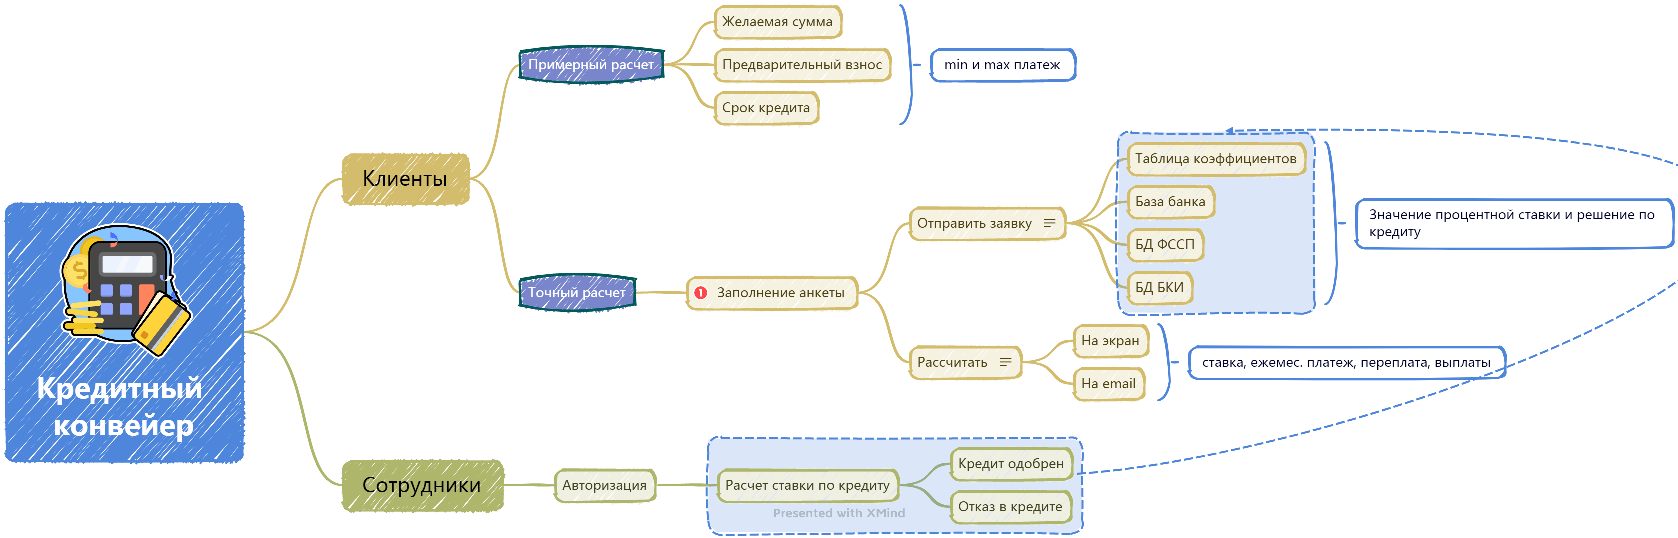 Кредитный
конвейер
Клиенты
Примерный расчет
Желаемая сумма
Предварительный взнос
Срок кредита
min и max платеж
Точный расчет
1 Заполнение анкеты
Отправить заявку
Таблица коэффициентов
База банка
БД ФССП
БД БКИ
Значение процентной ставки и решение по
кредиту
Рассчитать
На экран
На email
ставка, ежемес. платеж, переплата, выплаты
Сотрудники
Авторизация
Расчет ставки по кредиту
Кредит одобрен
Отказ в кредите
Presented with XMind